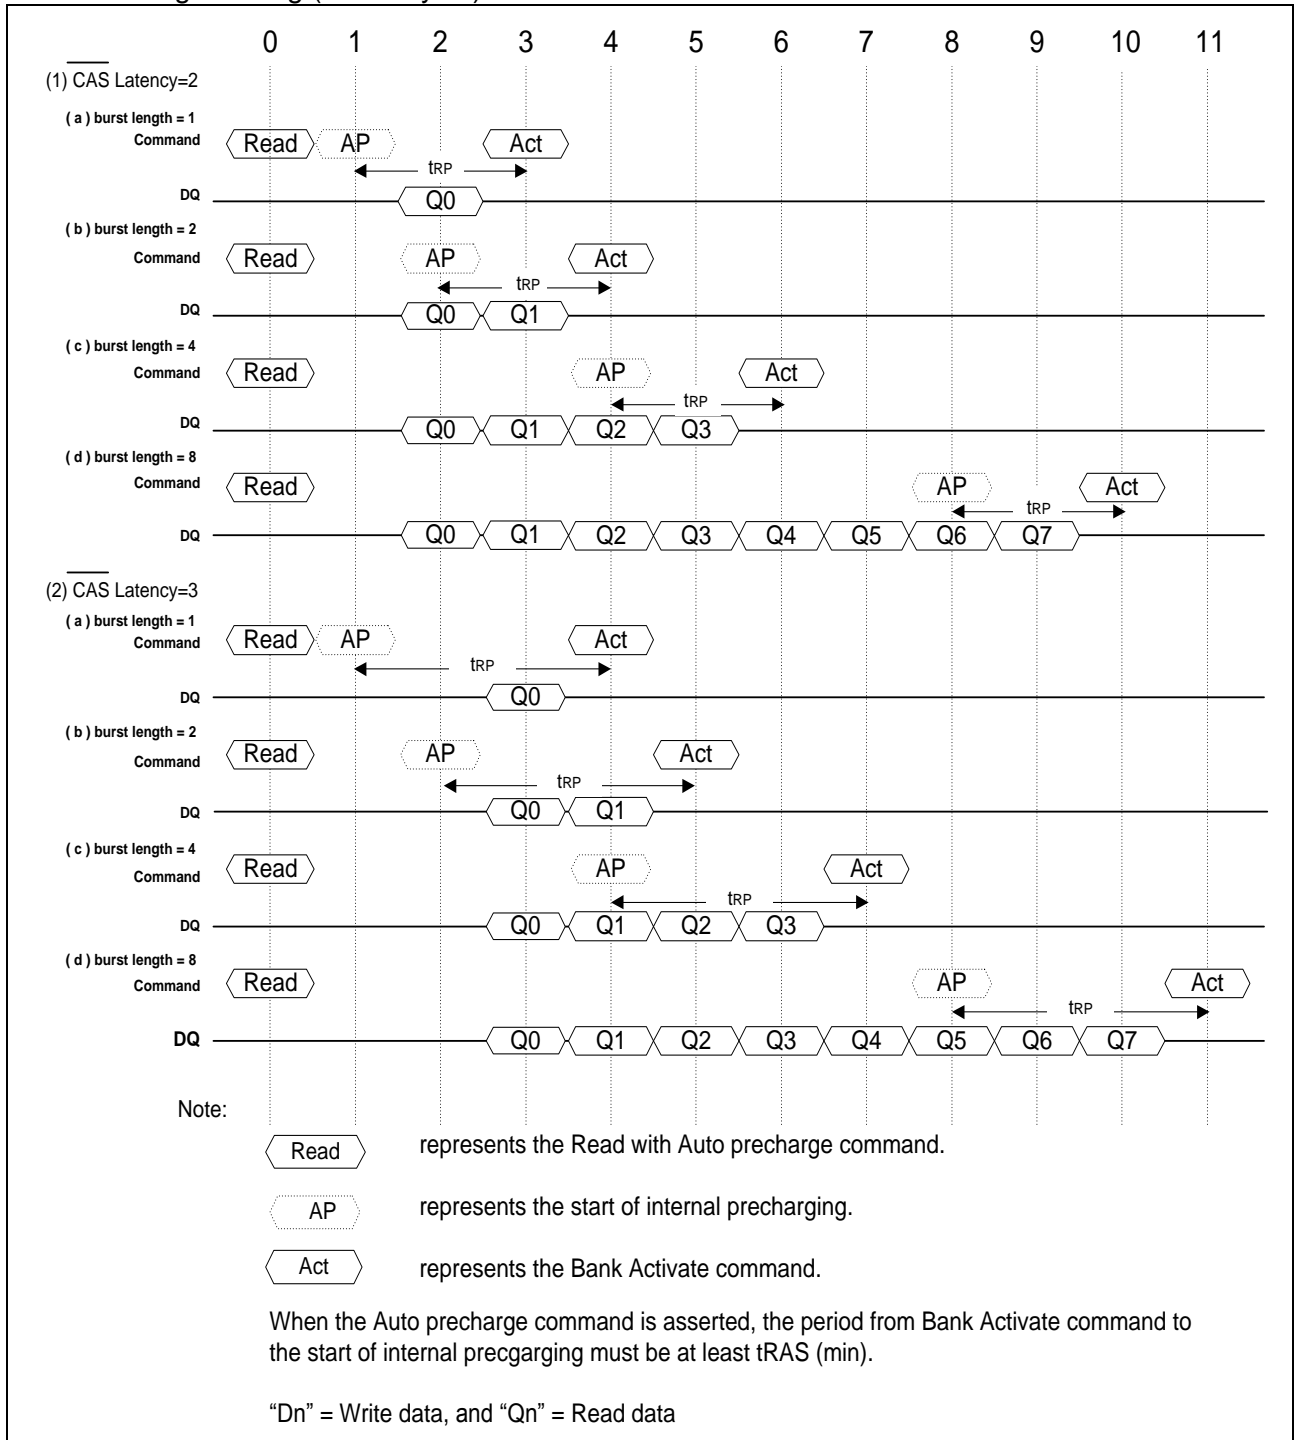 0 1 2 3 4 5 6 7 8 9 10 11
(1) CAS Latency=2
( a ) burst length = 1
Command Read AP Act
tRP
DQ Q0
( b ) burst length = 2
Command Read AP Act
tRP
DQ Q0 Q1
( c ) burst length = 4
Command Read AP Act
tRP
DQ Q0 Q1 Q2 Q3
( d ) burst length = 8
Command Read AP Act
tRP
DQ Q0 Q1 Q2 Q3 Q4 Q5 Q6 Q7
(2) CAS Latency=3
( a ) burst length = 1
Command Read AP Act
tRP
DQ Q0
( b ) burst length = 2
Command Read AP Act
tRP
DQ Q0 Q1
( c ) burst length = 4
Command Read AP Act
tRP
DQ Q0 Q1 Q2 Q3
( d ) burst length = 8
Command Read AP Act
tRP
DQ Q0 Q1 Q2 Q3 Q4 Q5 Q6 Q7
Note:
Read represents the Read with Auto precharge command.
AP represents the start of internal precharging.
Act represents the Bank Activate command.
When the Auto precharge command is asserted, the period from Bank Activate command to
the start of internal precgarging must be at least tRAS (min).
“Dn” = Write data, and “Qn” = Read data